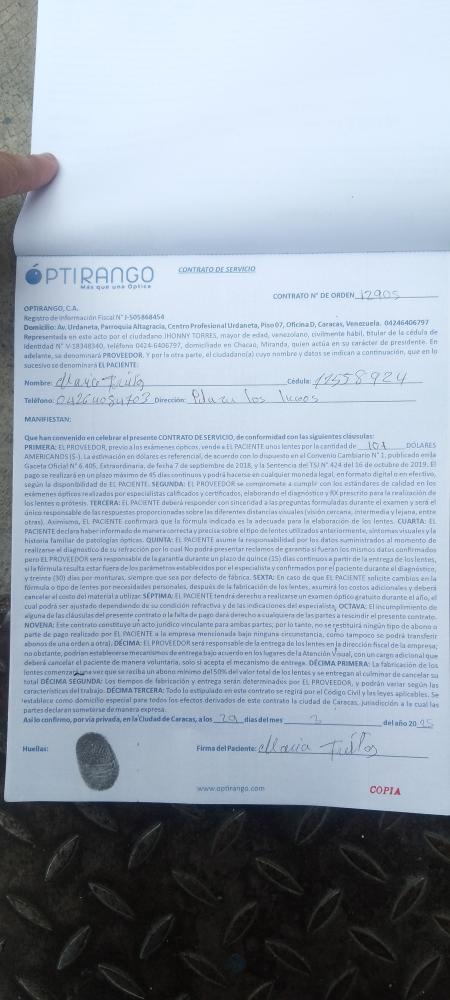 ÓPTIRANGO
Más que una Óptica
CONTRATO DE SERVICIO
CONTRATO N° DE ORDEN 12905
OPTIRANGO, C.A.
Registro de Información Fiscal N° J-505868454
Domicilio: Av. Urdaneta, Parroquia Altagracia, Centro Profesional Urdaneta, Piso 07, Oficina D, Caracas, Venezuela. 04246406797
Representada en este acto por el ciudadano JHONNY TORRES, mayor de edad, venezolano, civilmente hábil, titular de la cédula de
identidad N° V-18348340, teléfono 0424-6406797, domiciliado en Chacao, Miranda, quien actúa en su carácter de presidente. En
adelante, se denominará PROVEEDOR. Y por la otra parte, el ciudadano(a) cuyo nombre y datos se indican a continuación, que en lo
sucesivo se denominará EL PACIENTE:
Nombre: Maria Cédula: 12558924
Teléfono: 04264054703 Dirección: los
MANIFIESTAN:
Que han convenido en celebrar el presente CONTRATO DE SERVICIO, de conformidad con las siguientes cláusulas:
PRIMERA: EL PROVEEDOR, previo a los exámenes ópticos, vende a EL PACIENTE unos lentes por la cantidad de 101 DÓLARES
AMERICANOS ($-). La estimación en dólares es referencial, de acuerdo con lo dispuesto en el Convenio Cambiario N° 1, publicado en la
Gaceta Oficial N° 6.405, Extraordinaria, de fecha 7 de septiembre de 2018, y la Sentencia del TSJ N° 424 del 16 de octubre de 2019. El
pago se realizará en un plazo máximo de 45 días continuos y podrá hacerse en cualquier moneda legal, en formato digital o en efectivo,
según la disponibilidad de EL PACIENTE. SEGUNDA: EL PROVEEDOR se compromete a cumplir con los estándares de calidad en los
exámenes ópticos realizados por especialistas calificados y certificados, elaborando el diagnóstico y RX prescrito para la realización de
los lentes o prótesis. TERCERA: EL PACIENTE deberá responder con sinceridad a las preguntas formuladas durante el examen y será el
único responsable de las respuestas proporcionadas sobre las diferentes distancias visuales (visión cercana, intermedia y lejana, entre
otras). Asimismo, EL PACIENTE confirmará que la fórmula indicada es la adecuada para la elaboración de los lentes. CUARTA: EL
PACIENTE declara haber informado de manera correcta y precisa sobre el tipo de lentes utilizados anteriormente, síntomas visuales y la
historia familiar de patologías ópticas. QUINTA: EL PACIENTE asume la responsabilidad por los datos suministrados al momento de
realizarse el diagnostico de su refracción por lo cual No podrá presentar reclamos de garantía si fueran los mismos datos confirmados
pero EL PROVEEDOR será responsable de la garantía durante un plazo de quince (15) días continuos a partir de la entrega de los lentes,
si la fórmula resulta estar fuera de los parámetros establecidos por el especialista y confirmados por el paciente durante el diagnóstico,
y treinta (30) días por monturas, siempre que sea por defecto de fábrica. SEXTA: En caso de que EL PACIENTE solicite cambios en la
fórmula o tipo de lentes por necesidades personales, después de la fabricación de los lentes, asumirá los costos adicionales y deberá
cancelar el costo del material a utilizar. SÉPTIMA: EL PACIENTE tendrá derecho a realizarse un examen óptico gratuito durante el año, el
cual podrá ser ajustado dependiendo de su condición refractiva y de las indicaciones del especialista. OCTAVA: El incumplimiento de
alguna de las cláusulas del presente contrato o la falta de pago dará derecho a cualquiera de las partes a rescindir el presente contrato.
NOVENA: Este contrato constituye un acto jurídico vinculante para ambas partes; por lo tanto, no se restituirá ningún tipo de abono o
parte de pago realizado por EL PACIENTE a la empresa mencionada bajo ninguna circunstancia, como tampoco se podrá transferir
abonos de una orden a otra). DÉCIMA: EL PROVEEDOR será responsable de la entrega de los lentes en la dirección fiscal de la empresa;
no obstante, podrían establecerse mecanismos de entrega bajo acuerdo en los lugares de la Atención Visual, con un cargo adicional que
deberá cancelar el paciente de manera voluntaria, solo si acepta el mecanismo de entrega. DÉCIMA PRIMERA: La fabricación de los
lentes comenzará una vez que se reciba un abono mínimo del 50% del valor total de los lentes y se entregan al culminar de cancelar su
total DÉCIMA SEGUNDA: Los tiempos de fabricación y entrega serán determinados por EL PROVEEDOR, y podrán variar según las
características del trabajo. DÉCIMA TERCERA: Todo lo estipulado en este contrato se regirá por el Código Civil y las leyes aplicables. Se
establece como domicilio especial para todos los efectos derivados de este contrato la ciudad de Caracas, jurisdicción a la cual las
partes declaran someterse de manera expresa.
Así lo confirmo, por vía privada, en la Ciudad de Caracas, a los 29 días del mes 3 del año 2025
Huellas:
Firma del Paciente: Maria
www.optirango.com
COPIA